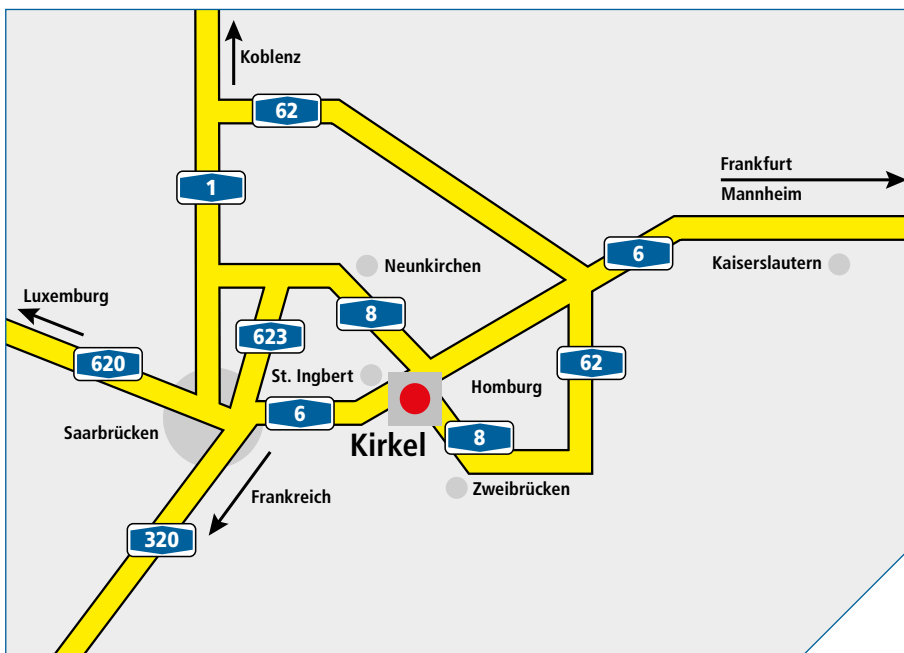 Koblenz
62
Frankfurt
Mannheim
1
6
Kaiserslautern
Neunkirchen
Luxemburg
8
623
620
62
St. Ingbert
Homburg
6
Saarbrücken
Kirkel
8
Zweibrücken
Frankreich
320